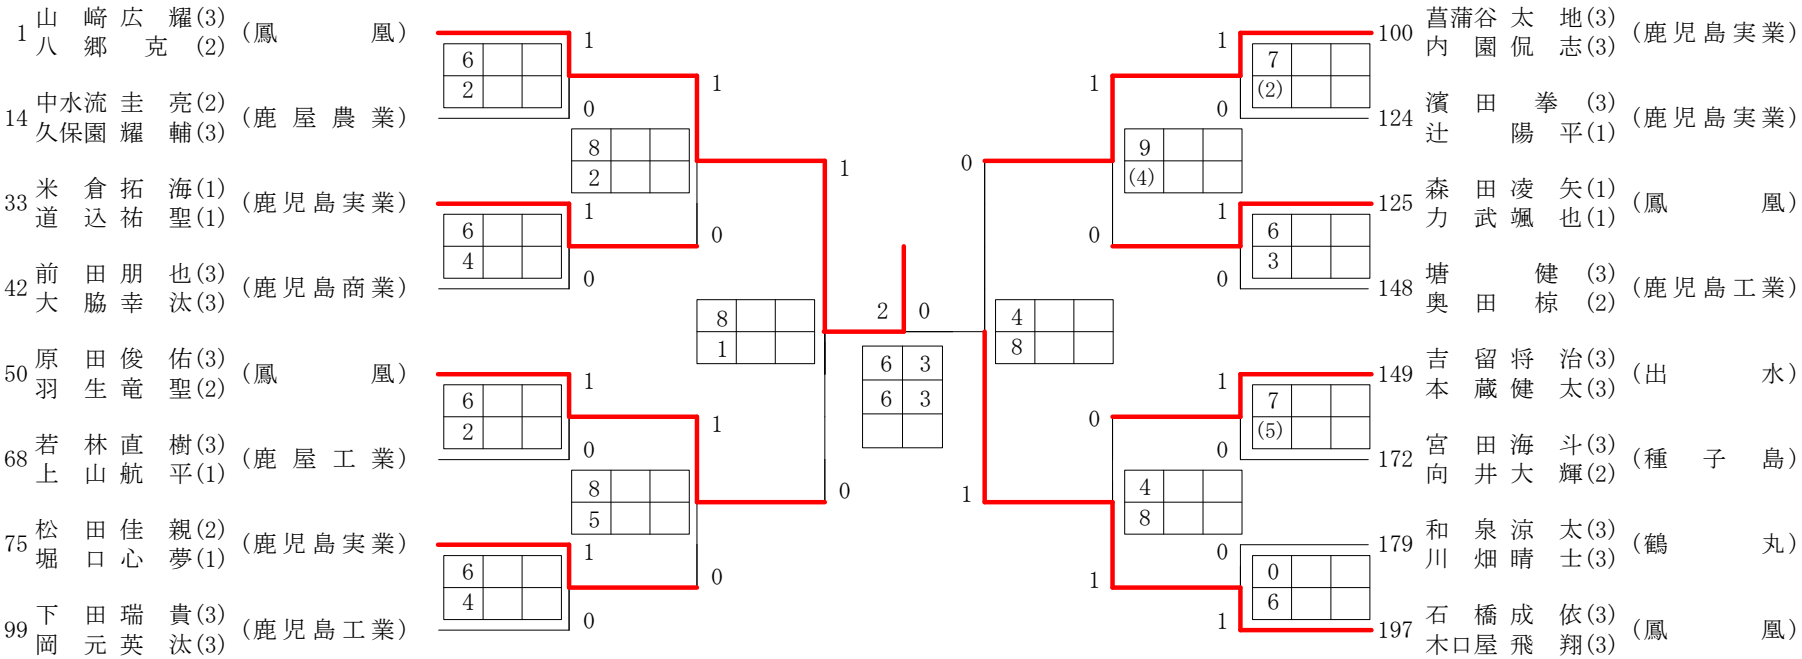 1 山﨑広耀(3) (鳳凰)
八郷克(2)
14 中水流圭亮(2) (鹿屋農業)
久保園耀輔(3)
33 米倉拓海(1) (鹿児島実業)
道込祐聖(1)
42 前田朋也(3) (鹿児島商業)
大脇幸汰(3)
50 原田俊佑(3) (鳳凰)
羽生竜聖(2)
68 若林直樹(3) (鹿屋工業)
上山航平(1)
75 松田佳親(2) (鹿児島実業)
堀口心夢(1)
99 下田瑞貴(3) (鹿児島工業)
岡元英汰(3)
1
6
2
0
1
6
4
0
1
6
2
0
1
6
4
0
1
8
2
0
1
8
5
0
1
8
1
0
2 0
6 3
6 3
0
4
8
1
1
9
(4)
0
0
4
8
1
1
7
(2)
0
1
6
3
0
1
7
(5)
0
0
0
6
1
100 菖蒲谷太地(3) (鹿児島実業)
内園侃志(3)
124 濱田拳(3) (鹿児島実業)
辻陽平(1)
125 森田凌矢(1) (鳳凰)
力武颯也(1)
148 塘健(3) (鹿児島工業)
奥田椋(2)
149 吉留将治(3) (出水)
本蔵健太(3)
172 宮田海斗(3) (種子島)
向井大輝(2)
179 和泉涼太(3) (鶴丸)
川畑晴士(3)
197 石橋成依(3) (鳳凰)
木口屋飛翔(3)